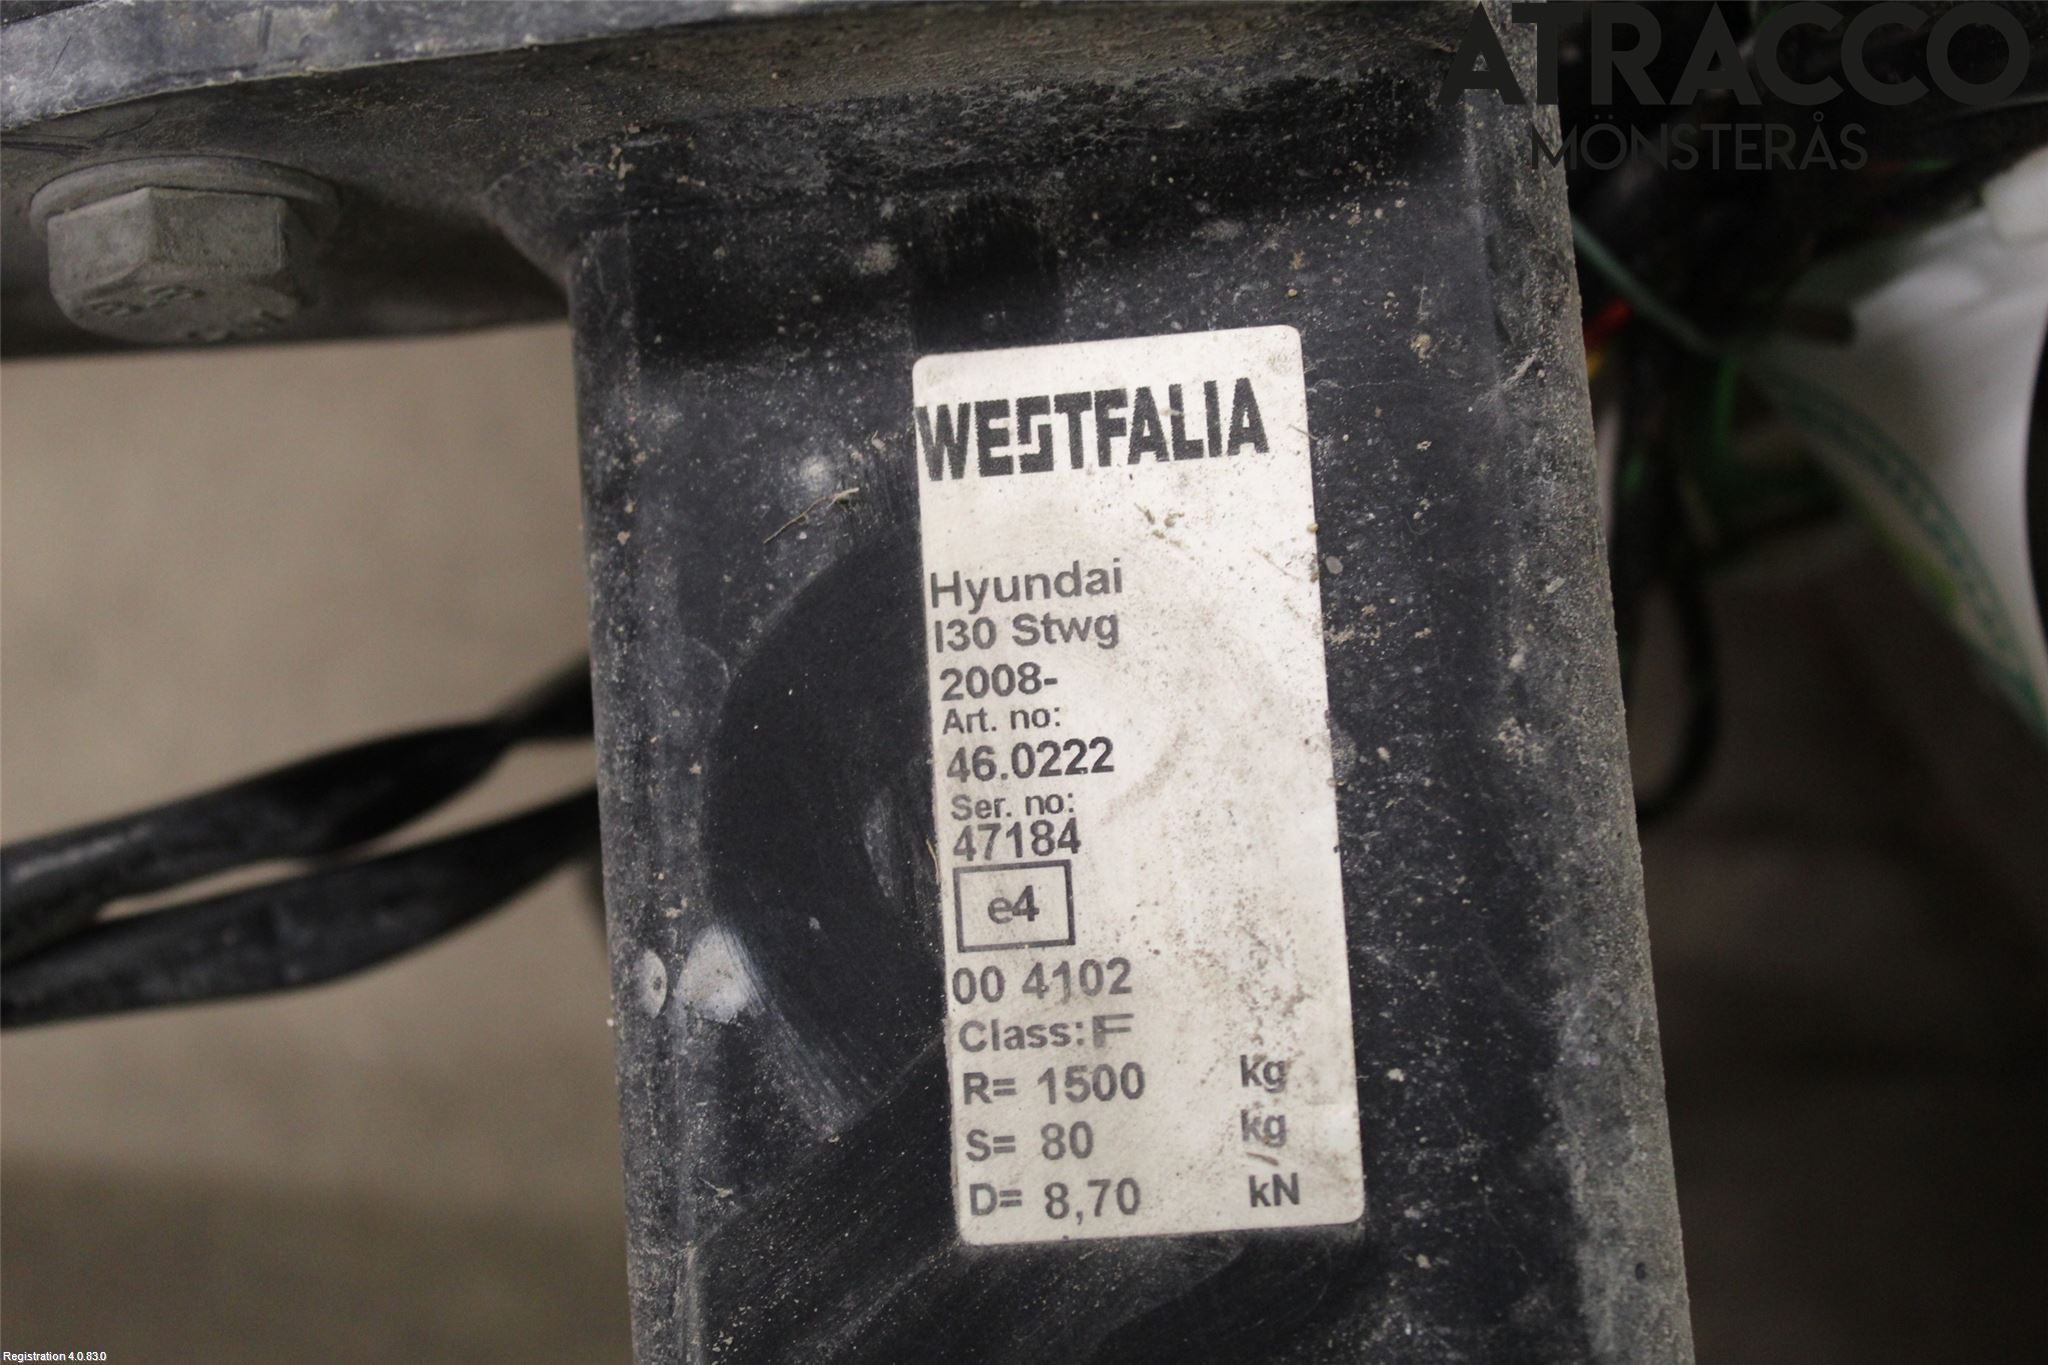 ATRACCO
MÖNSTERÅS
WESTFALIA
Hyundai
I30 Stwg
2008-
Art. no:
46.0222
Ser. no:
47184
e4
00 4102
Class: F
R= 1500 kg
S= 80 kg
D= 8,70 kN
Registration 4.0.83.0